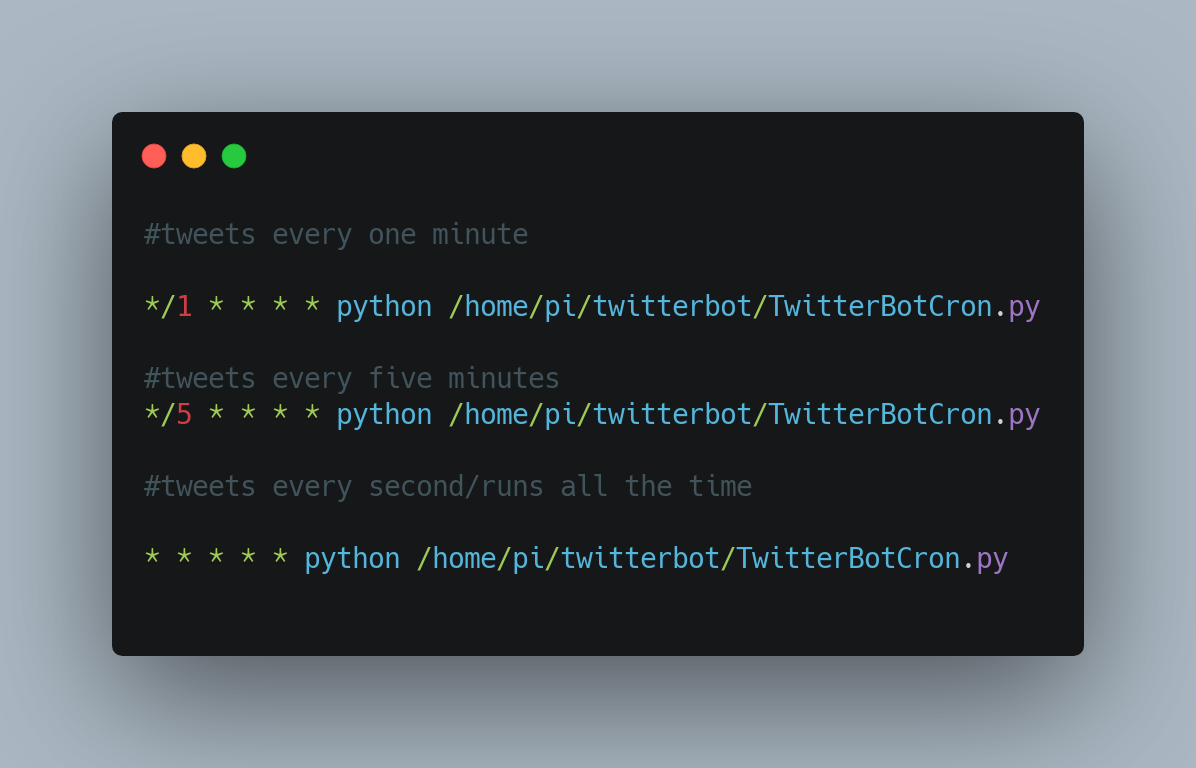 #tweets every one minute
*/1 * * * * python /home/pi/twitterbot/TwitterBotCron.py
#tweets every five minutes
*/5 * * * * python /home/pi/twitterbot/TwitterBotCron.py
#tweets every second/runs all the time
* * * * * python /home/pi/twitterbot/TwitterBotCron.py